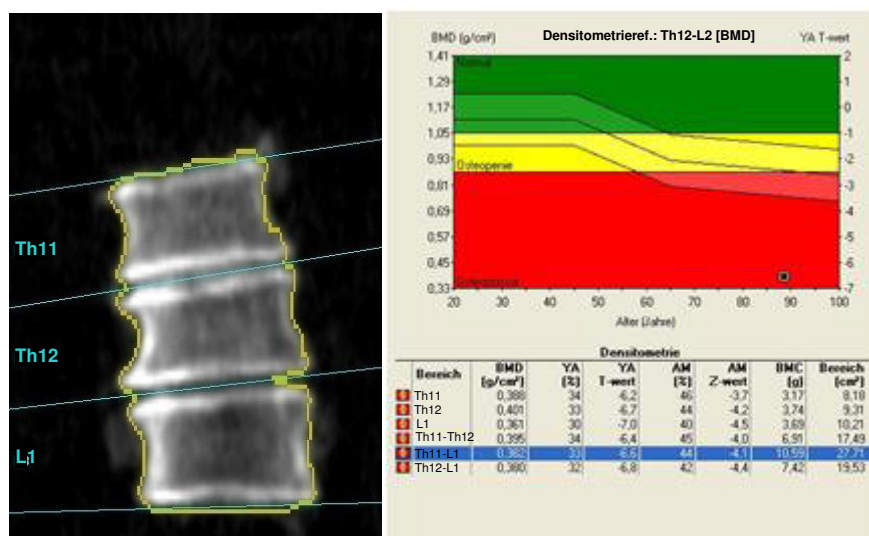 Th11
Th12
L1
BMD (g/cm²) Densitometrieref.: Th12-L2 [BMD] YA T-wert
Normal
Osteopenie
1,41
1,29
1,17
1,05
0,93
0,81
0,69
0,57
0,45
0,33
2
1
0
-1
-2
-3
-4
-5
-6
-7
20 30 40 50 60 70 80 90 100
Alter (Jahre)
Densitometrie
Bereich BMD (g/cm²) YA (%) YA T-wert AM (%) AM Z-wert BMC (g) Bereich (cm²)
Th11 0,388 34 -6,2 46 -3,7 3,17 8,18
Th12 0,401 33 -6,7 44 -4,2 3,74 9,31
L1 0,361 30 -7,0 40 -4,5 3,69 10,21
Th11-Th12 0,395 34 -6,4 45 -4,0 6,91 17,49
Th11-L1 0,382 33 -6,6 44 -4,1 10,59 27,71
Th12-L1 0,380 32 -6,8 42 -4,4 7,42 19,53